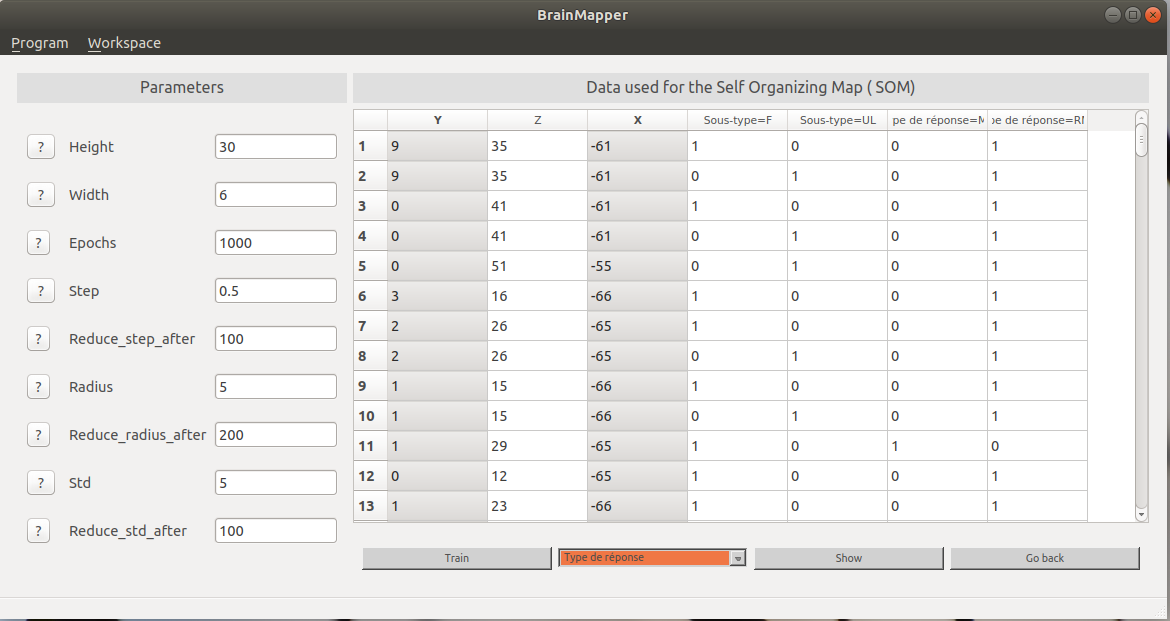 BrainMapper
Program Workspace
Parameters
? Height 30
? Width 6
? Epochs 1000
? Step 0.5
? Reduce_step_after 100
? Radius 5
? Reduce_radius_after 200
? Std 5
? Reduce_std_after 100
Data used for the Self Organizing Map ( SOM)
Y Z X Sous-type=F Sous-type=UL pe de réponse=M pe de réponse=RM
1 9 35 -61 1 0 0 1
2 9 35 -61 0 1 0 1
3 0 41 -61 1 0 0 1
4 0 41 -61 0 1 0 1
5 0 51 -55 0 1 0 1
6 3 16 -66 1 0 0 1
7 2 26 -65 1 0 0 1
8 2 26 -65 0 1 0 1
9 1 15 -66 1 0 0 1
10 1 15 -66 0 1 0 1
11 1 29 -65 1 0 1 0
12 0 12 -65 1 0 0 1
13 1 23 -66 1 0 0 1
Train Type de réponse Show Go back